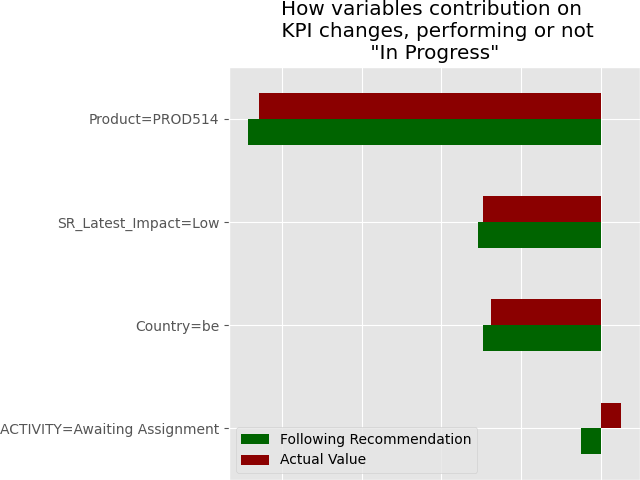 How variables contribution on
KPI changes, performing or not
"In Progress"
Product=PROD514
SR_Latest_Impact=Low
Country=be
ACTIVITY=Awaiting Assignment
Following Recommendation
Actual Value